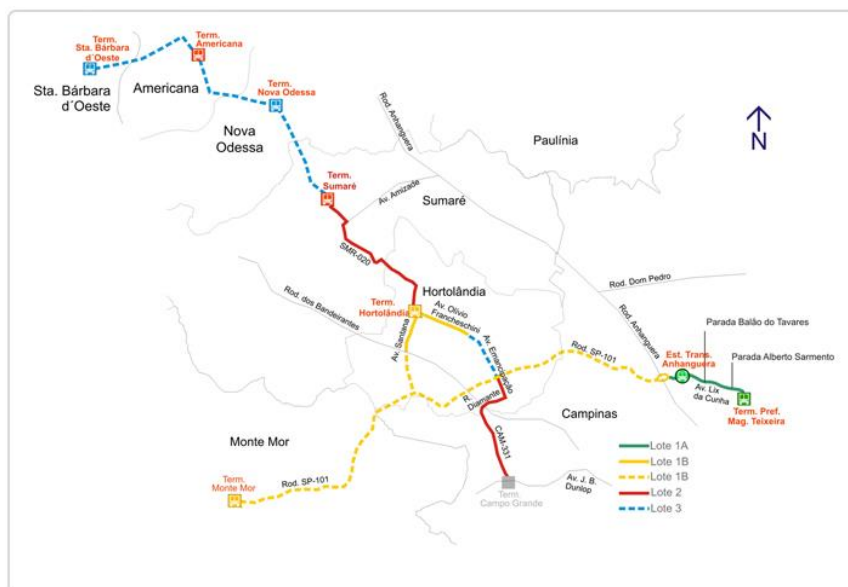 Term.
Sta. Bárbara
d´Oeste
Term.
Americana
Sta. Bárbara
d´Oeste
Americana
Term.
Nova Odessa
Nova
Odessa
Rod. Anhanguera
Paulínia
N
Term.
Sumaré
Av. Amizade
Sumaré
SMR-020
Rod. dos Bandeirantes
Hortolândia
Term.
Hortolândia
Av. Olívio
Francheschini
Av. Santana
Av. Emancipação
Rod. Dom Pedro
Rod. Anhanguera
Parada Balão do Tavares
Rod. SP-101
Est. Trans.
Anhanguera
Parada Alberto Sarmento
Av. Lix
da Cunha
Term. Pref.
Mag. Teixeira
R.
Diamante
Campinas
CAM-331
Monte Mor
Term.
Monte Mor
Rod. SP-101
Term.
Campo Grande
Av. J. B.
Dunlop
Lote 1A
Lote 1B
Lote 1B
Lote 2
Lote 3